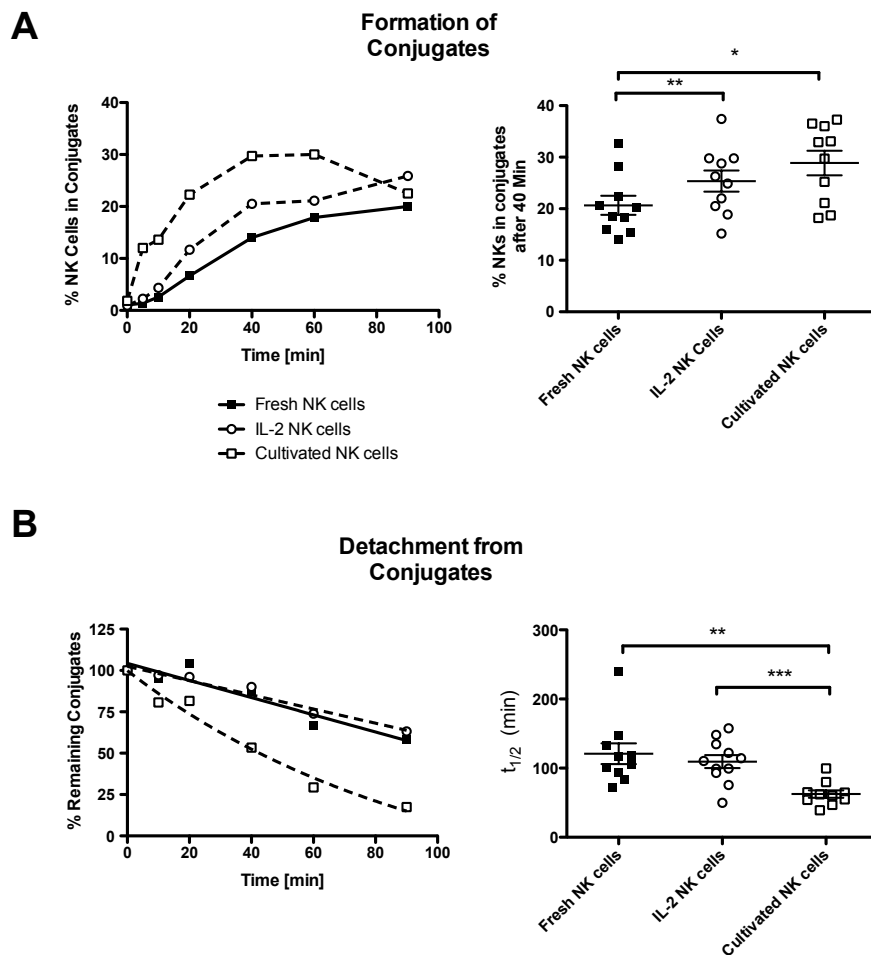 A
Formation of
Conjugates
% NK Cells in Conjugates
40
30
20
10
0
0 20 40 60 80 100
Time [min]
Fresh NK cells
IL-2 NK cells
Cultivated NK cells
*
**
% NKs in conjugates
after 40 Min
40
30
20
10
0
Fresh NK cells
IL-2 NK Cells
Cultivated NK cells
B
Detachment from
Conjugates
% Remaining Conjugates
125
100
75
50
25
0
0 20 40 60 80 100
Time [min]
**
***
t1/2 (min)
300
200
100
0
Fresh NK cells
IL-2 NK cells
Cultivated NK cells